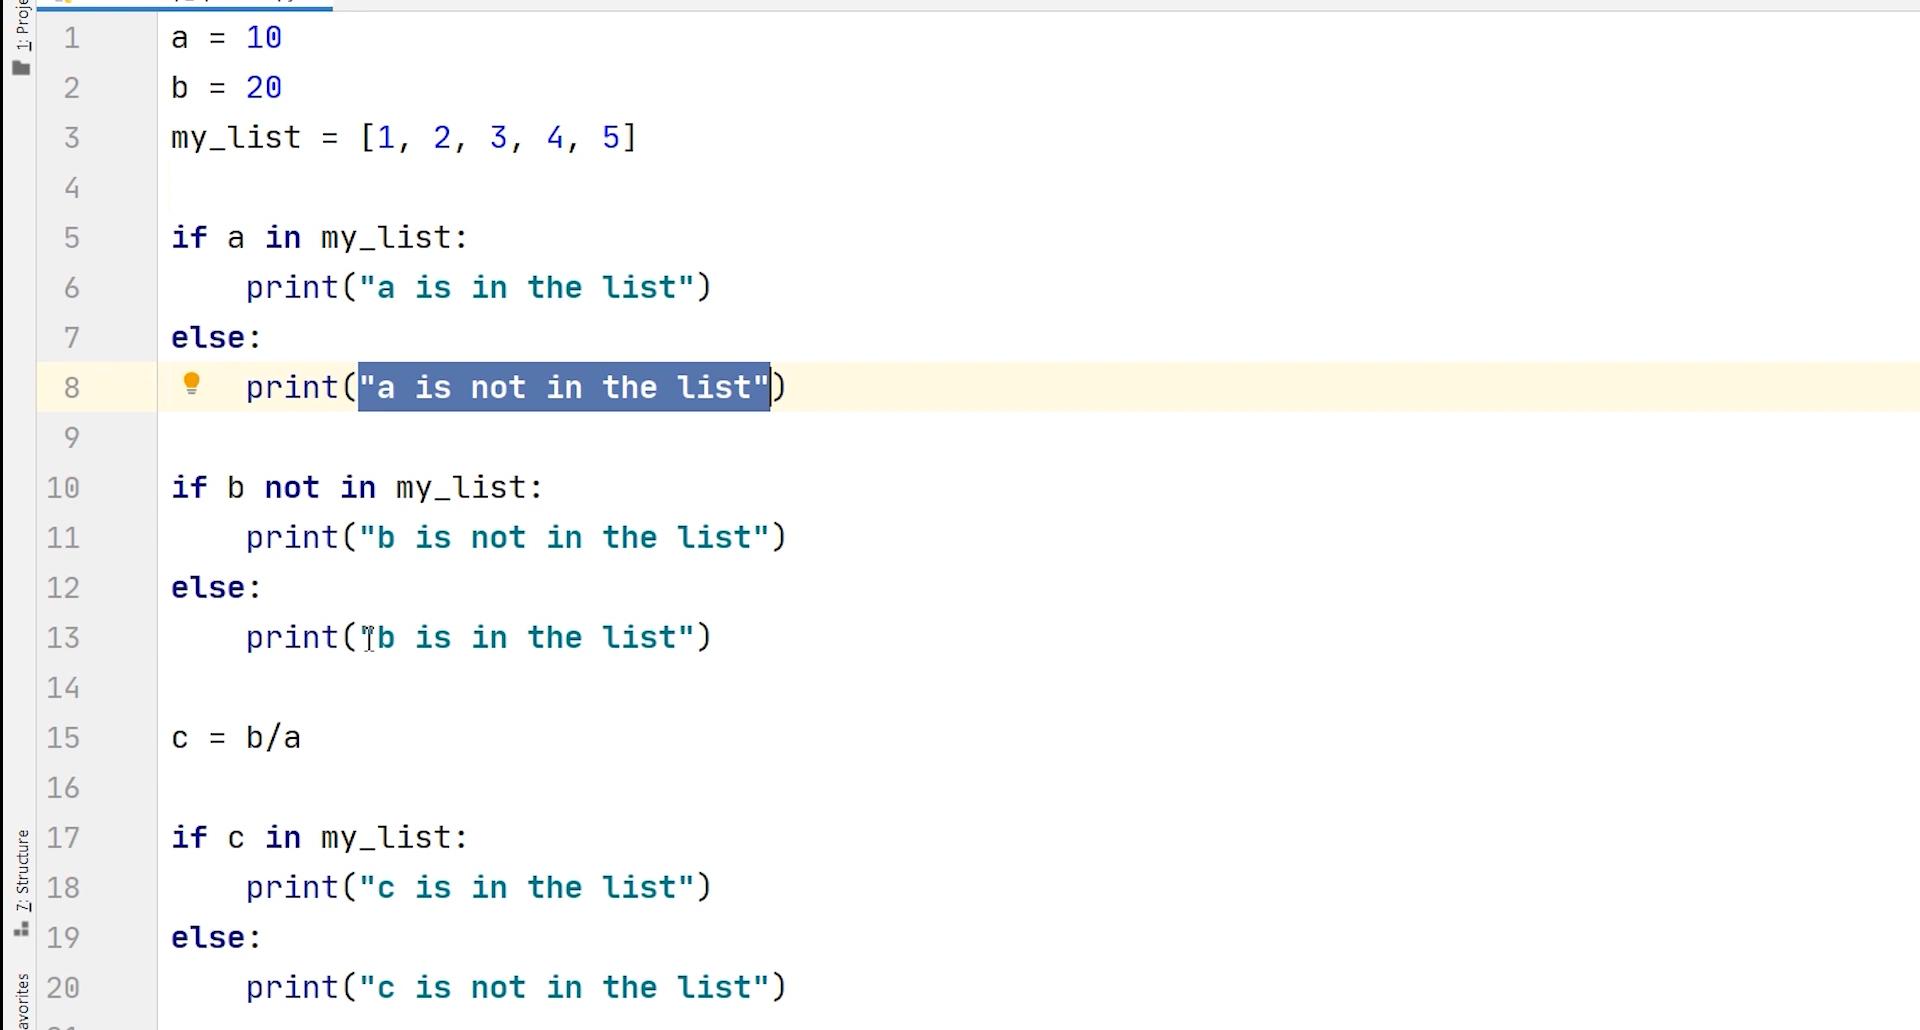 1: Proje
1 a = 10
2 b = 20
3 my_list = [1, 2, 3, 4, 5]
4
5 if a in my_list:
6     print("a is in the list")
7 else:
8     print("a is not in the list")
9
10 if b not in my_list:
11     print("b is not in the list")
12 else:
13     print("b is in the list")
14
15 c = b/a
16
17 if c in my_list:
18     print("c is in the list")
19 else:
20     print("c is not in the list")
7: Structure
avorites